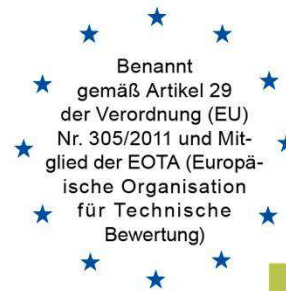 Benannt
gemäß Artikel 29
der Verordnung (EU)
Nr. 305/2011 und Mit-
glied der EOTA (Europä-
ische Organisation
für Technische
Bewertung)